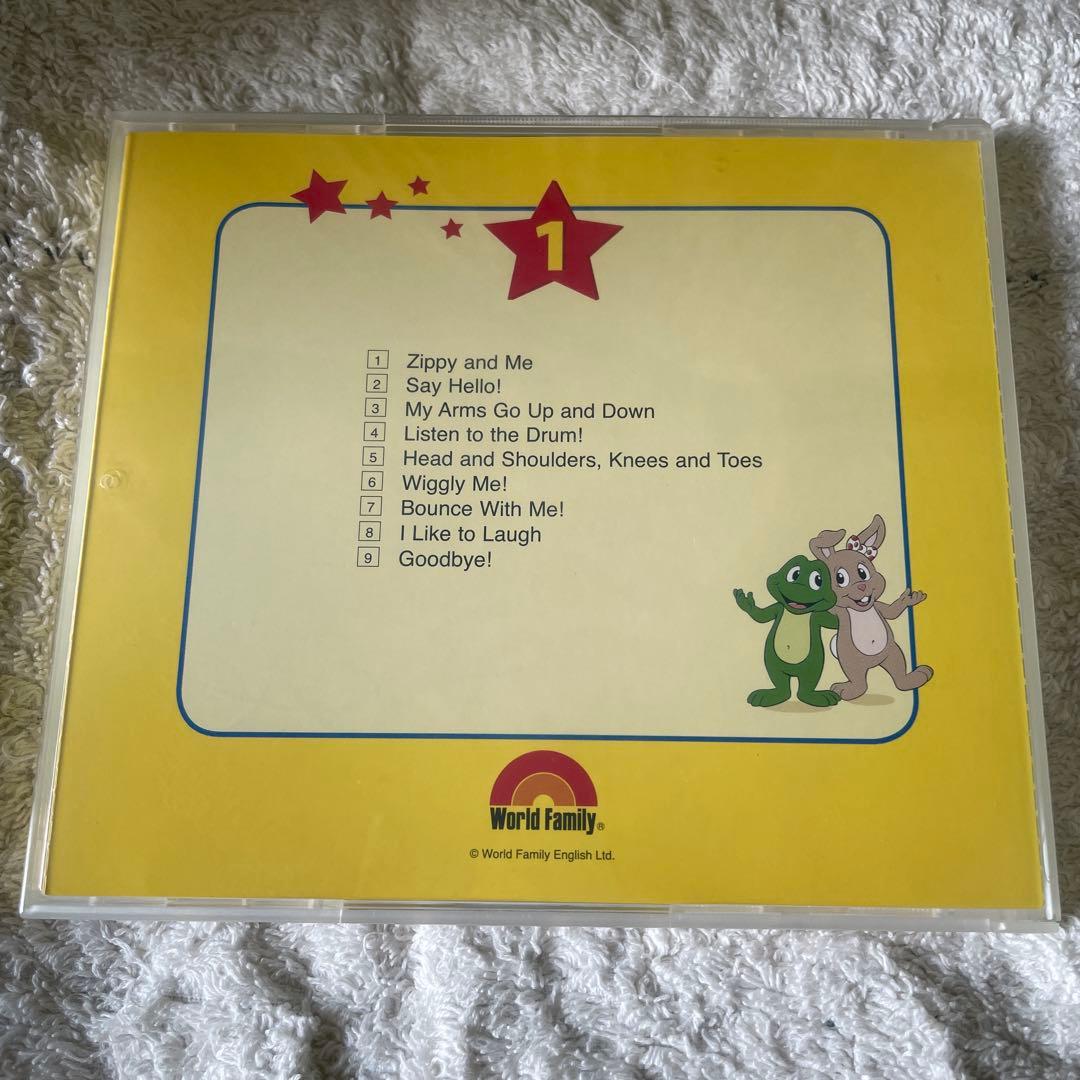 1
1 Zippy and Me
2 Say Hello!
3 My Arms Go Up and Down
4 Listen to the Drum!
5 Head and Shoulders, Knees and Toes
6 Wiggly Me!
7 Bounce With Me!
8 I Like to Laugh
9 Goodbye!
World Family®
© World Family English Ltd.